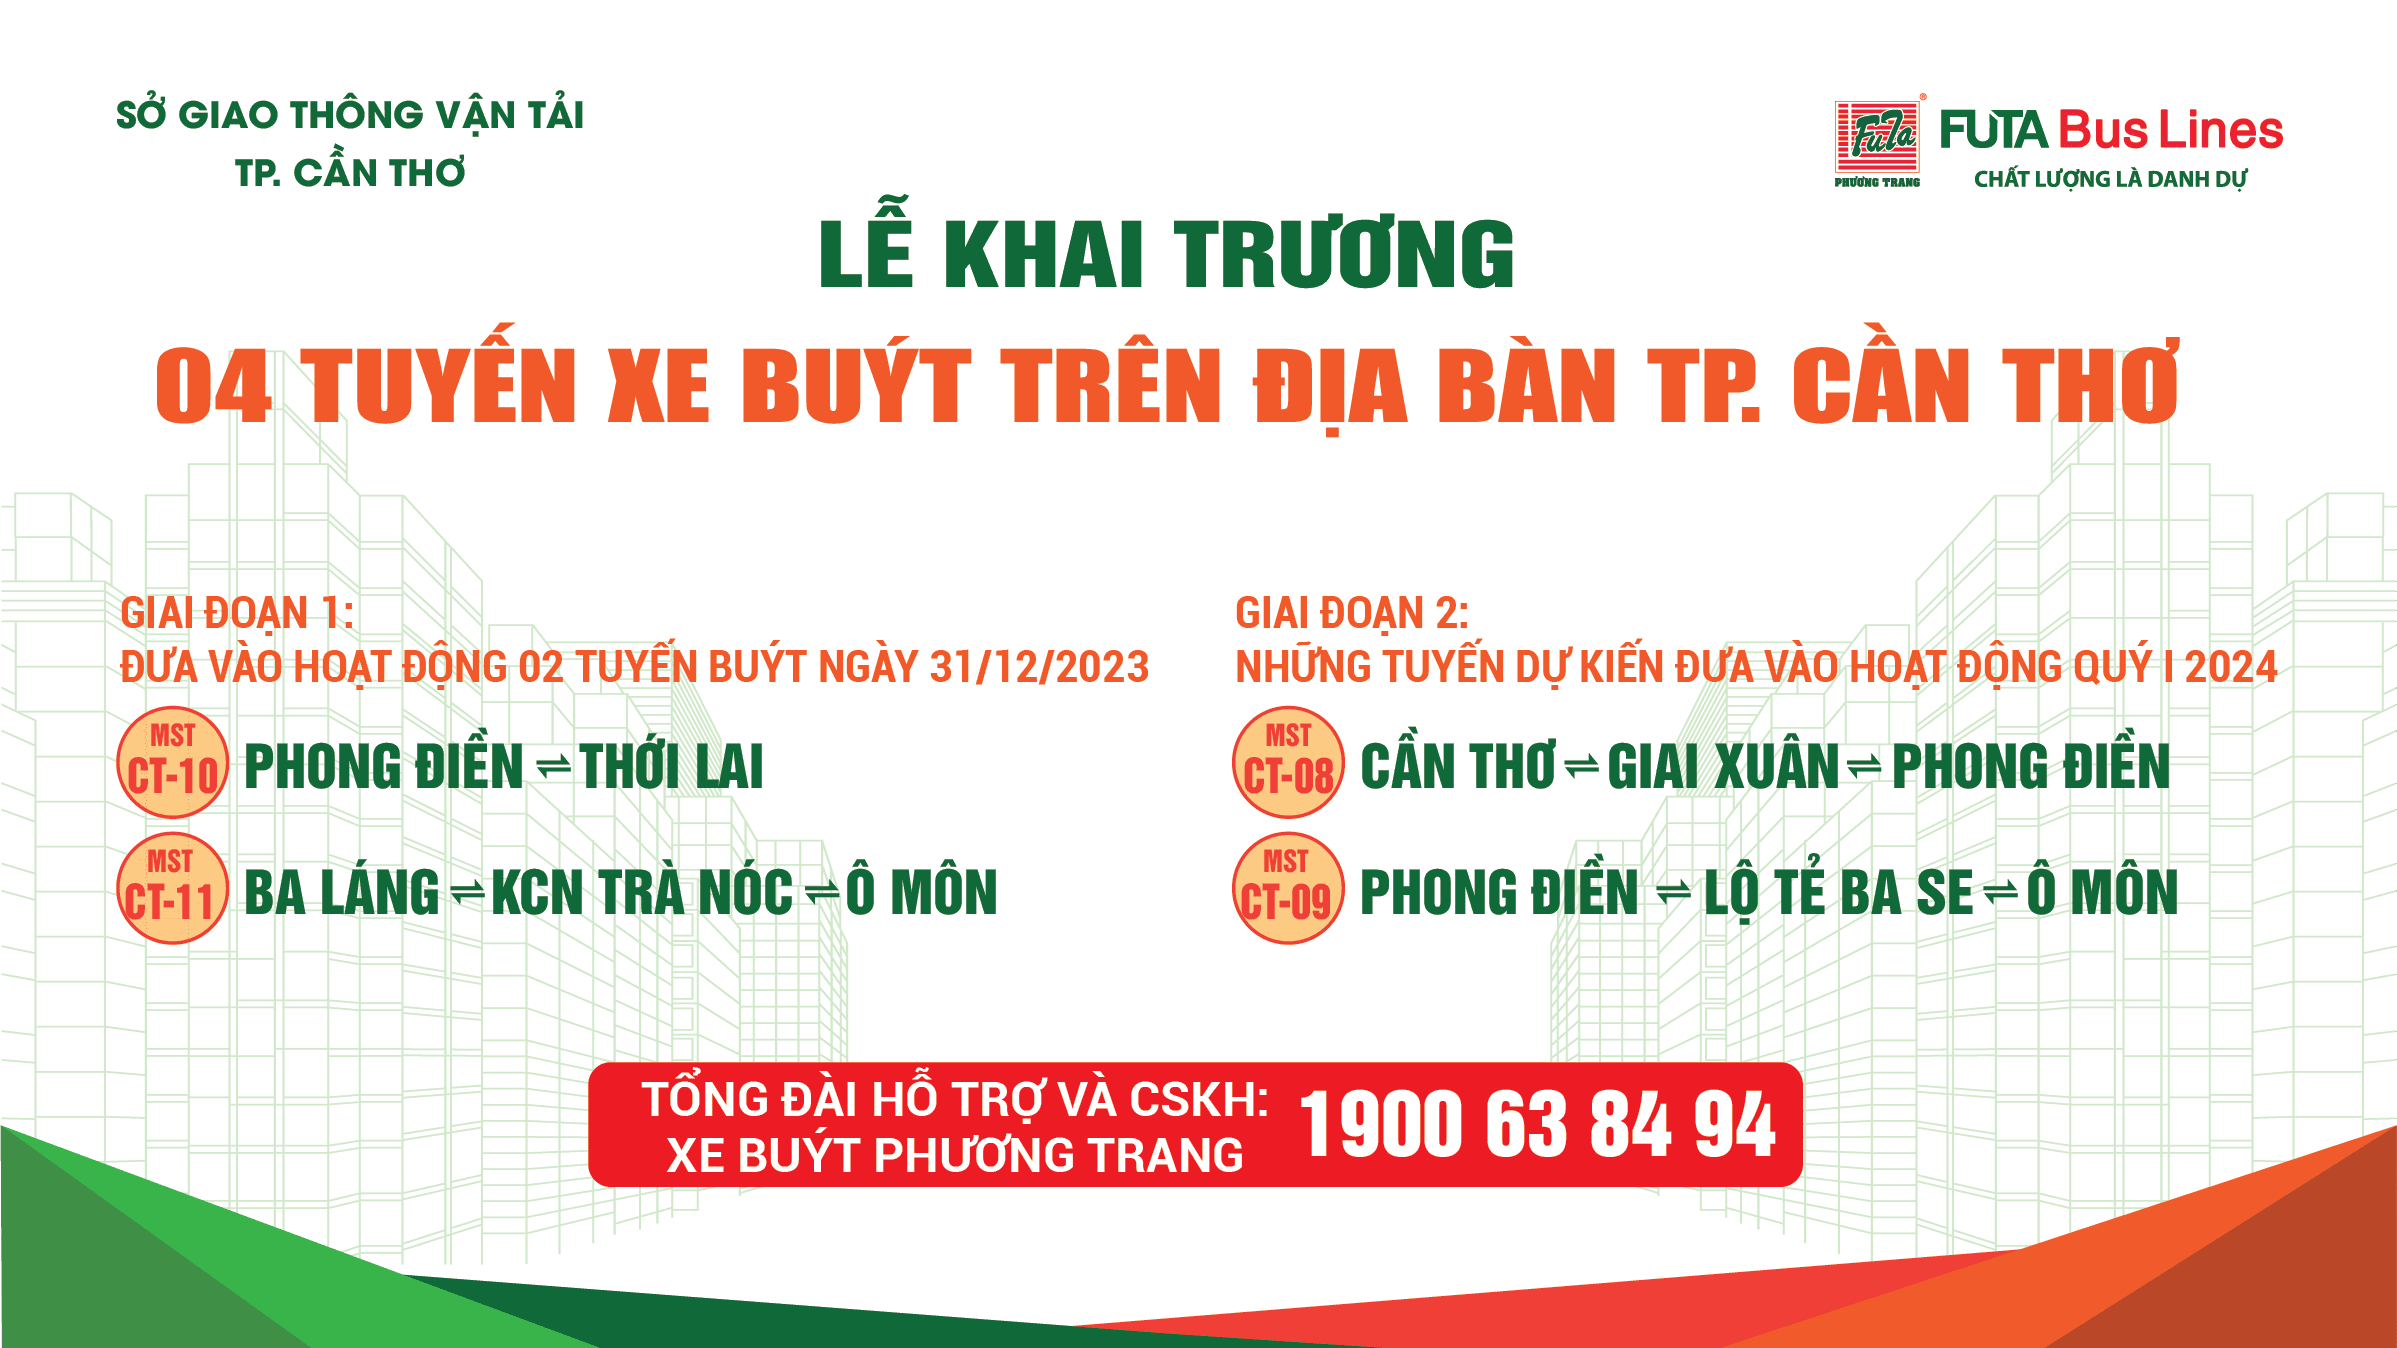 SỞ GIAO THÔNG VẬN TẢI
TP. CẦN THƠ
FuTa
®
PHƯƠNG TRANG
FUTA Bus Lines
CHẤT LƯỢNG LÀ DANH DỰ
LỄ KHAI TRƯƠNG
04 TUYẾN XE BUÝT TRÊN ĐỊA BÀN TP. CẦN THƠ
GIAI ĐOẠN 1:
ĐƯA VÀO HOẠT ĐỘNG 02 TUYẾN BUÝT NGÀY 31/12/2023
MST
CT-10
PHONG ĐIỀN ⇌ THỚI LAI
MST
CT-11
BA LÁNG ⇌ KCN TRÀ NÓC ⇌ Ô MÔN
GIAI ĐOẠN 2:
NHỮNG TUYẾN DỰ KIẾN ĐƯA VÀO HOẠT ĐỘNG QUÝ I 2024
MST
CT-08
CẦN THƠ ⇌ GIAI XUÂN ⇌ PHONG ĐIỀN
MST
CT-09
PHONG ĐIỀN ⇌ LỘ TẺ BA SE ⇌ Ô MÔN
TỔNG ĐÀI HỖ TRỢ VÀ CSKH:
XE BUÝT PHƯƠNG TRANG
1900 63 84 94